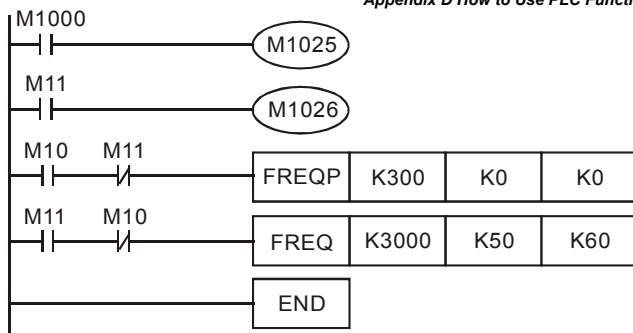 Appendix D How to Use PLC Functi
M1000
M1025
M11
M1026
M10 M11
FREQP K300 K0 K0
M11 M10
FREQ K3000 K50 K60
END